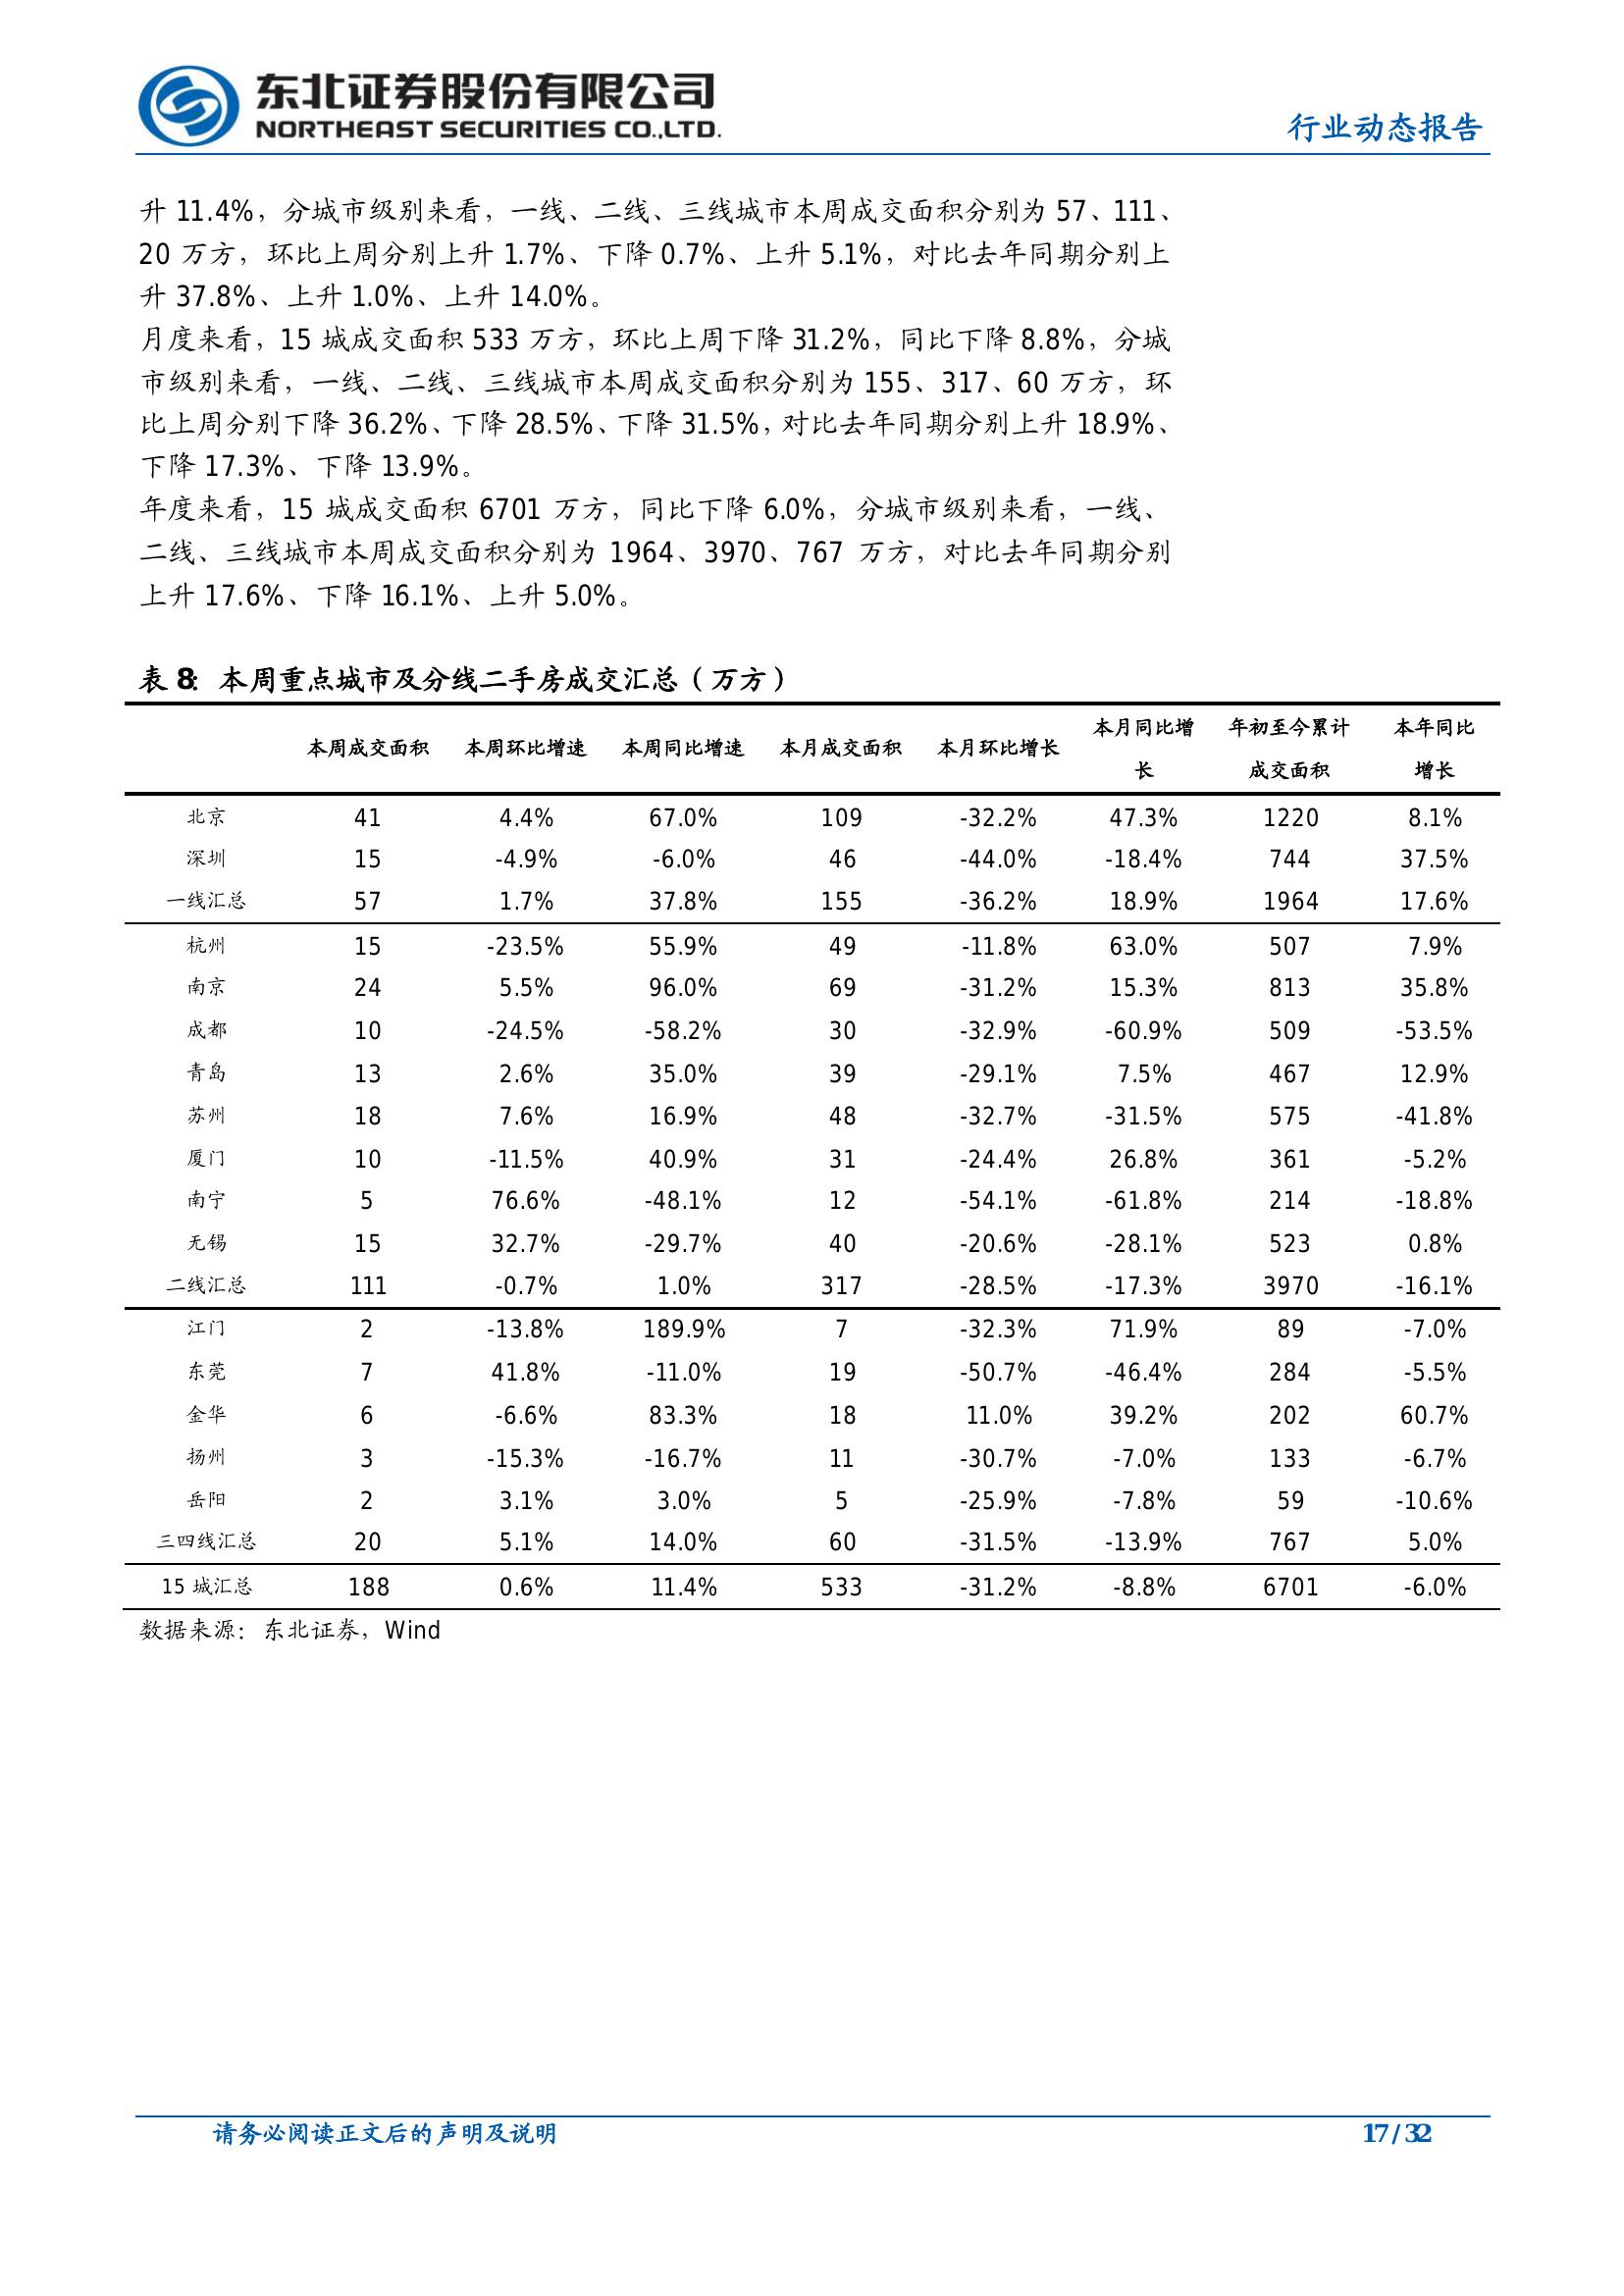 东北证券股份有限公司
NORTHEAST SECURITIES CO.,LTD.
行业动态报告
升 11.4%，分城市级别来看，一线、二线、三线城市本周成交面积分别为 57、111、
20 万方，环比上周分别上升 1.7%、下降 0.7%、上升 5.1%，对比去年同期分别上
升 37.8%、上升 1.0%、上升 14.0%。
月度来看，15 城成交面积 533 万方，环比上周下降 31.2%，同比下降 8.8%，分城
市级别来看，一线、二线、三线城市本周成交面积分别为 155、317、60 万方，环
比上周分别下降 36.2%、下降 28.5%、下降 31.5%，对比去年同期分别上升 18.9%、
下降 17.3%、下降 13.9%。
年度来看，15 城成交面积 6701 万方，同比下降 6.0%，分城市级别来看，一线、
二线、三线城市本周成交面积分别为 1964、3970、767 万方，对比去年同期分别
上升 17.6%、下降 16.1%、上升 5.0%。
表 8：本周重点城市及分线二手房成交汇总（万方）
本周成交面积 本周环比增速 本周同比增速 本月成交面积 本月环比增长 本月同比增 年初至今累计 本年同比
长 成交面积 增长
北京 41 4.4% 67.0% 109 -32.2% 47.3% 1220 8.1%
深圳 15 -4.9% -6.0% 46 -44.0% -18.4% 744 37.5%
一线汇总 57 1.7% 37.8% 155 -36.2% 18.9% 1964 17.6%
杭州 15 -23.5% 55.9% 49 -11.8% 63.0% 507 7.9%
南京 24 5.5% 96.0% 69 -31.2% 15.3% 813 35.8%
成都 10 -24.5% -58.2% 30 -32.9% -60.9% 509 -53.5%
青岛 13 2.6% 35.0% 39 -29.1% 7.5% 467 12.9%
苏州 18 7.6% 16.9% 48 -32.7% -31.5% 575 -41.8%
厦门 10 -11.5% 40.9% 31 -24.4% 26.8% 361 -5.2%
南宁 5 76.6% -48.1% 12 -54.1% -61.8% 214 -18.8%
无锡 15 32.7% -29.7% 40 -20.6% -28.1% 523 0.8%
二线汇总 111 -0.7% 1.0% 317 -28.5% -17.3% 3970 -16.1%
江门 2 -13.8% 189.9% 7 -32.3% 71.9% 89 -7.0%
东莞 7 41.8% -11.0% 19 -50.7% -46.4% 284 -5.5%
金华 6 -6.6% 83.3% 18 11.0% 39.2% 202 60.7%
扬州 3 -15.3% -16.7% 11 -30.7% -7.0% 133 -6.7%
岳阳 2 3.1% 3.0% 5 -25.9% -7.8% 59 -10.6%
三四线汇总 20 5.1% 14.0% 60 -31.5% -13.9% 767 5.0%
15 城汇总 188 0.6% 11.4% 533 -31.2% -8.8% 6701 -6.0%
数据来源：东北证券，Wind
请务必阅读正文后的声明及说明
17 / 32